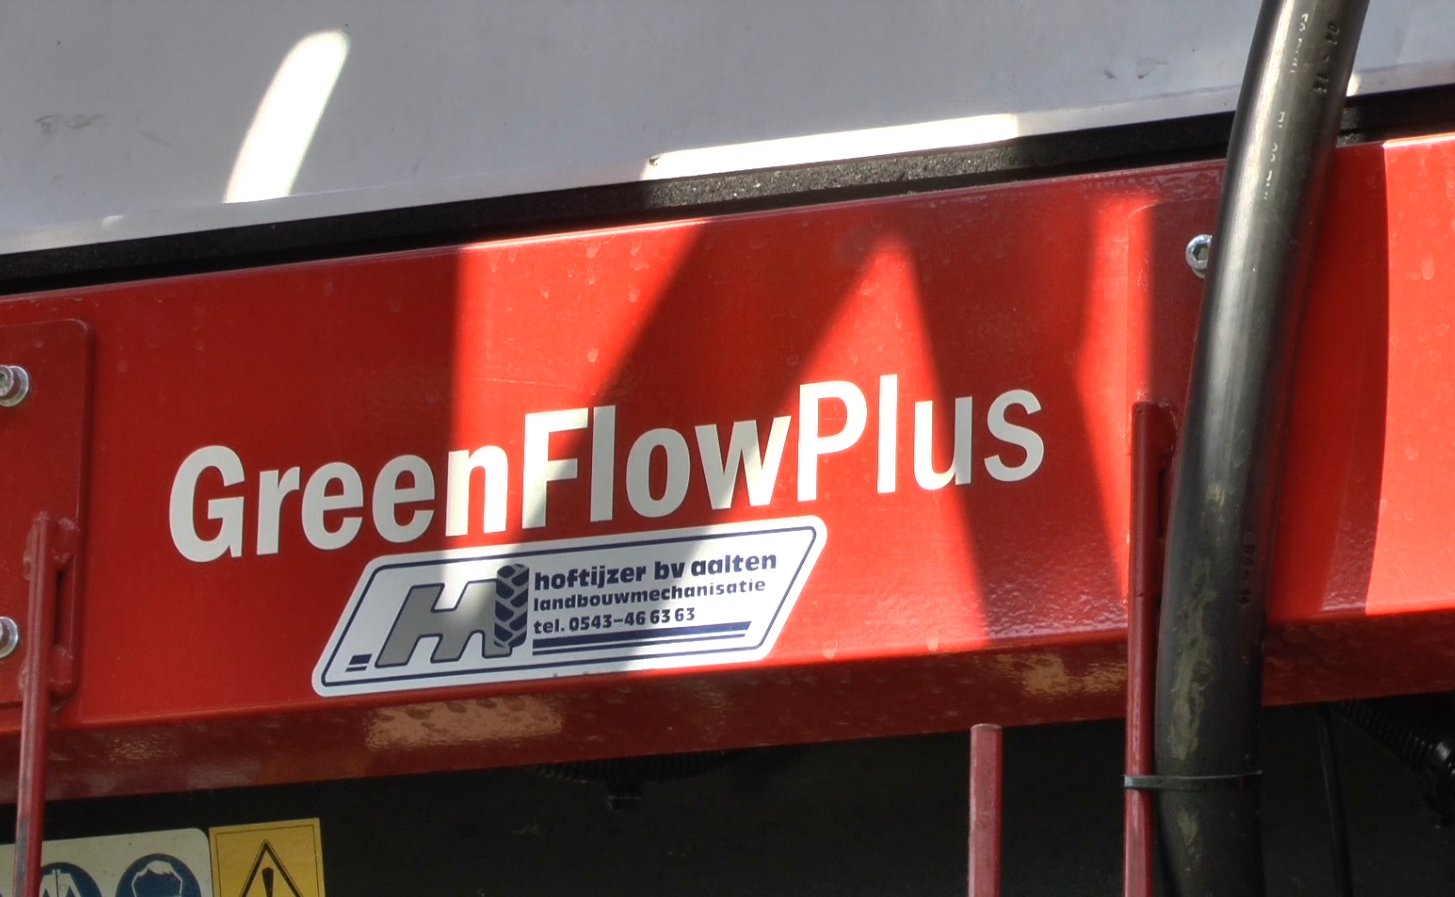 GreenFlowPlus
hoftijzer bv aalten
landbouwmechanisatie
tel. 0543-46 63 63